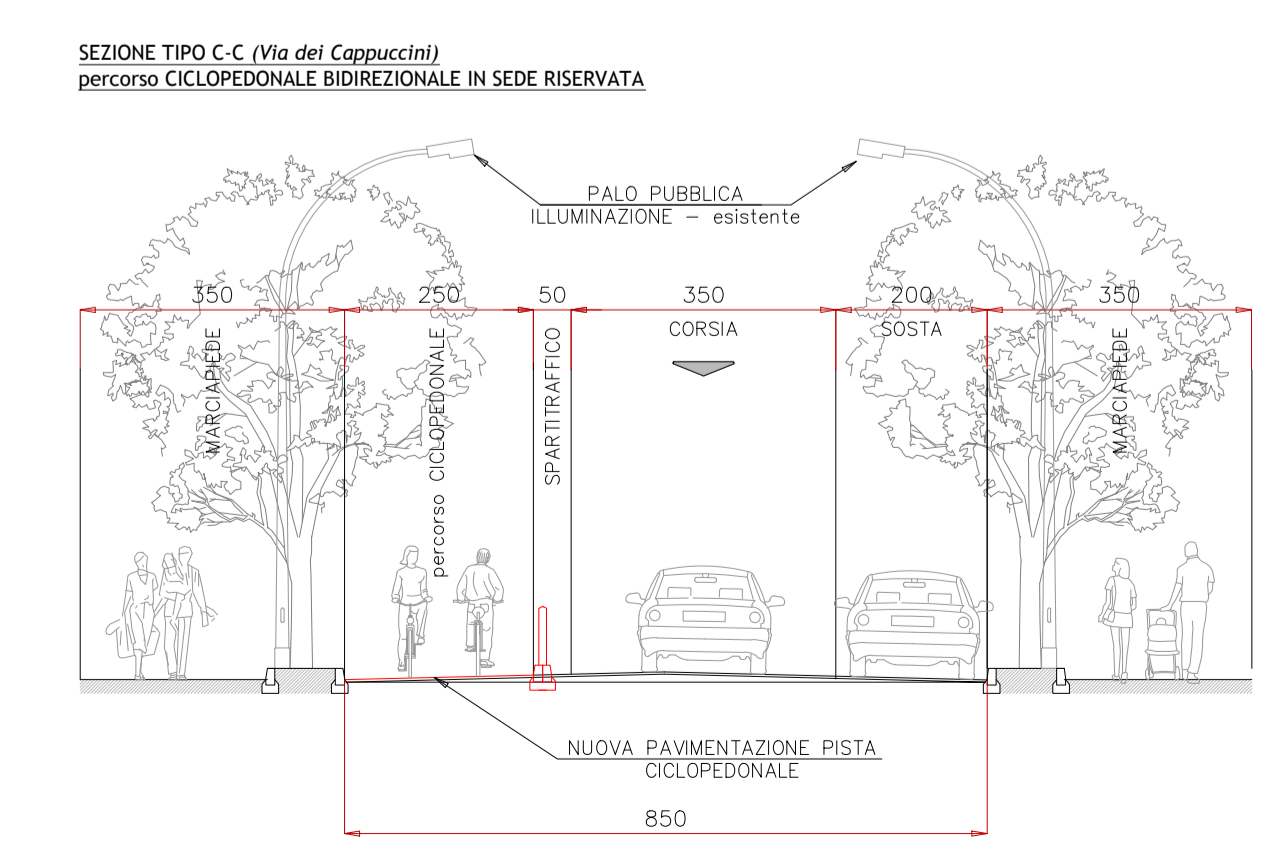 SEZIONE TIPO C-C (Via dei Cappuccini)
percorso CICLOPEDONALE BIDIREZIONALE IN SEDE RISERVATA
PALO PUBBLICA
ILLUMINAZIONE – esistente
350
250
50
350
200
350
MARCIAPIEDE
percorso CICLOPEDONALE
SPARTITRAFFICO
CORSIA
SOSTA
MARCIAPIEDE
NUOVA PAVIMENTAZIONE PISTA
CICLOPEDONALE
850